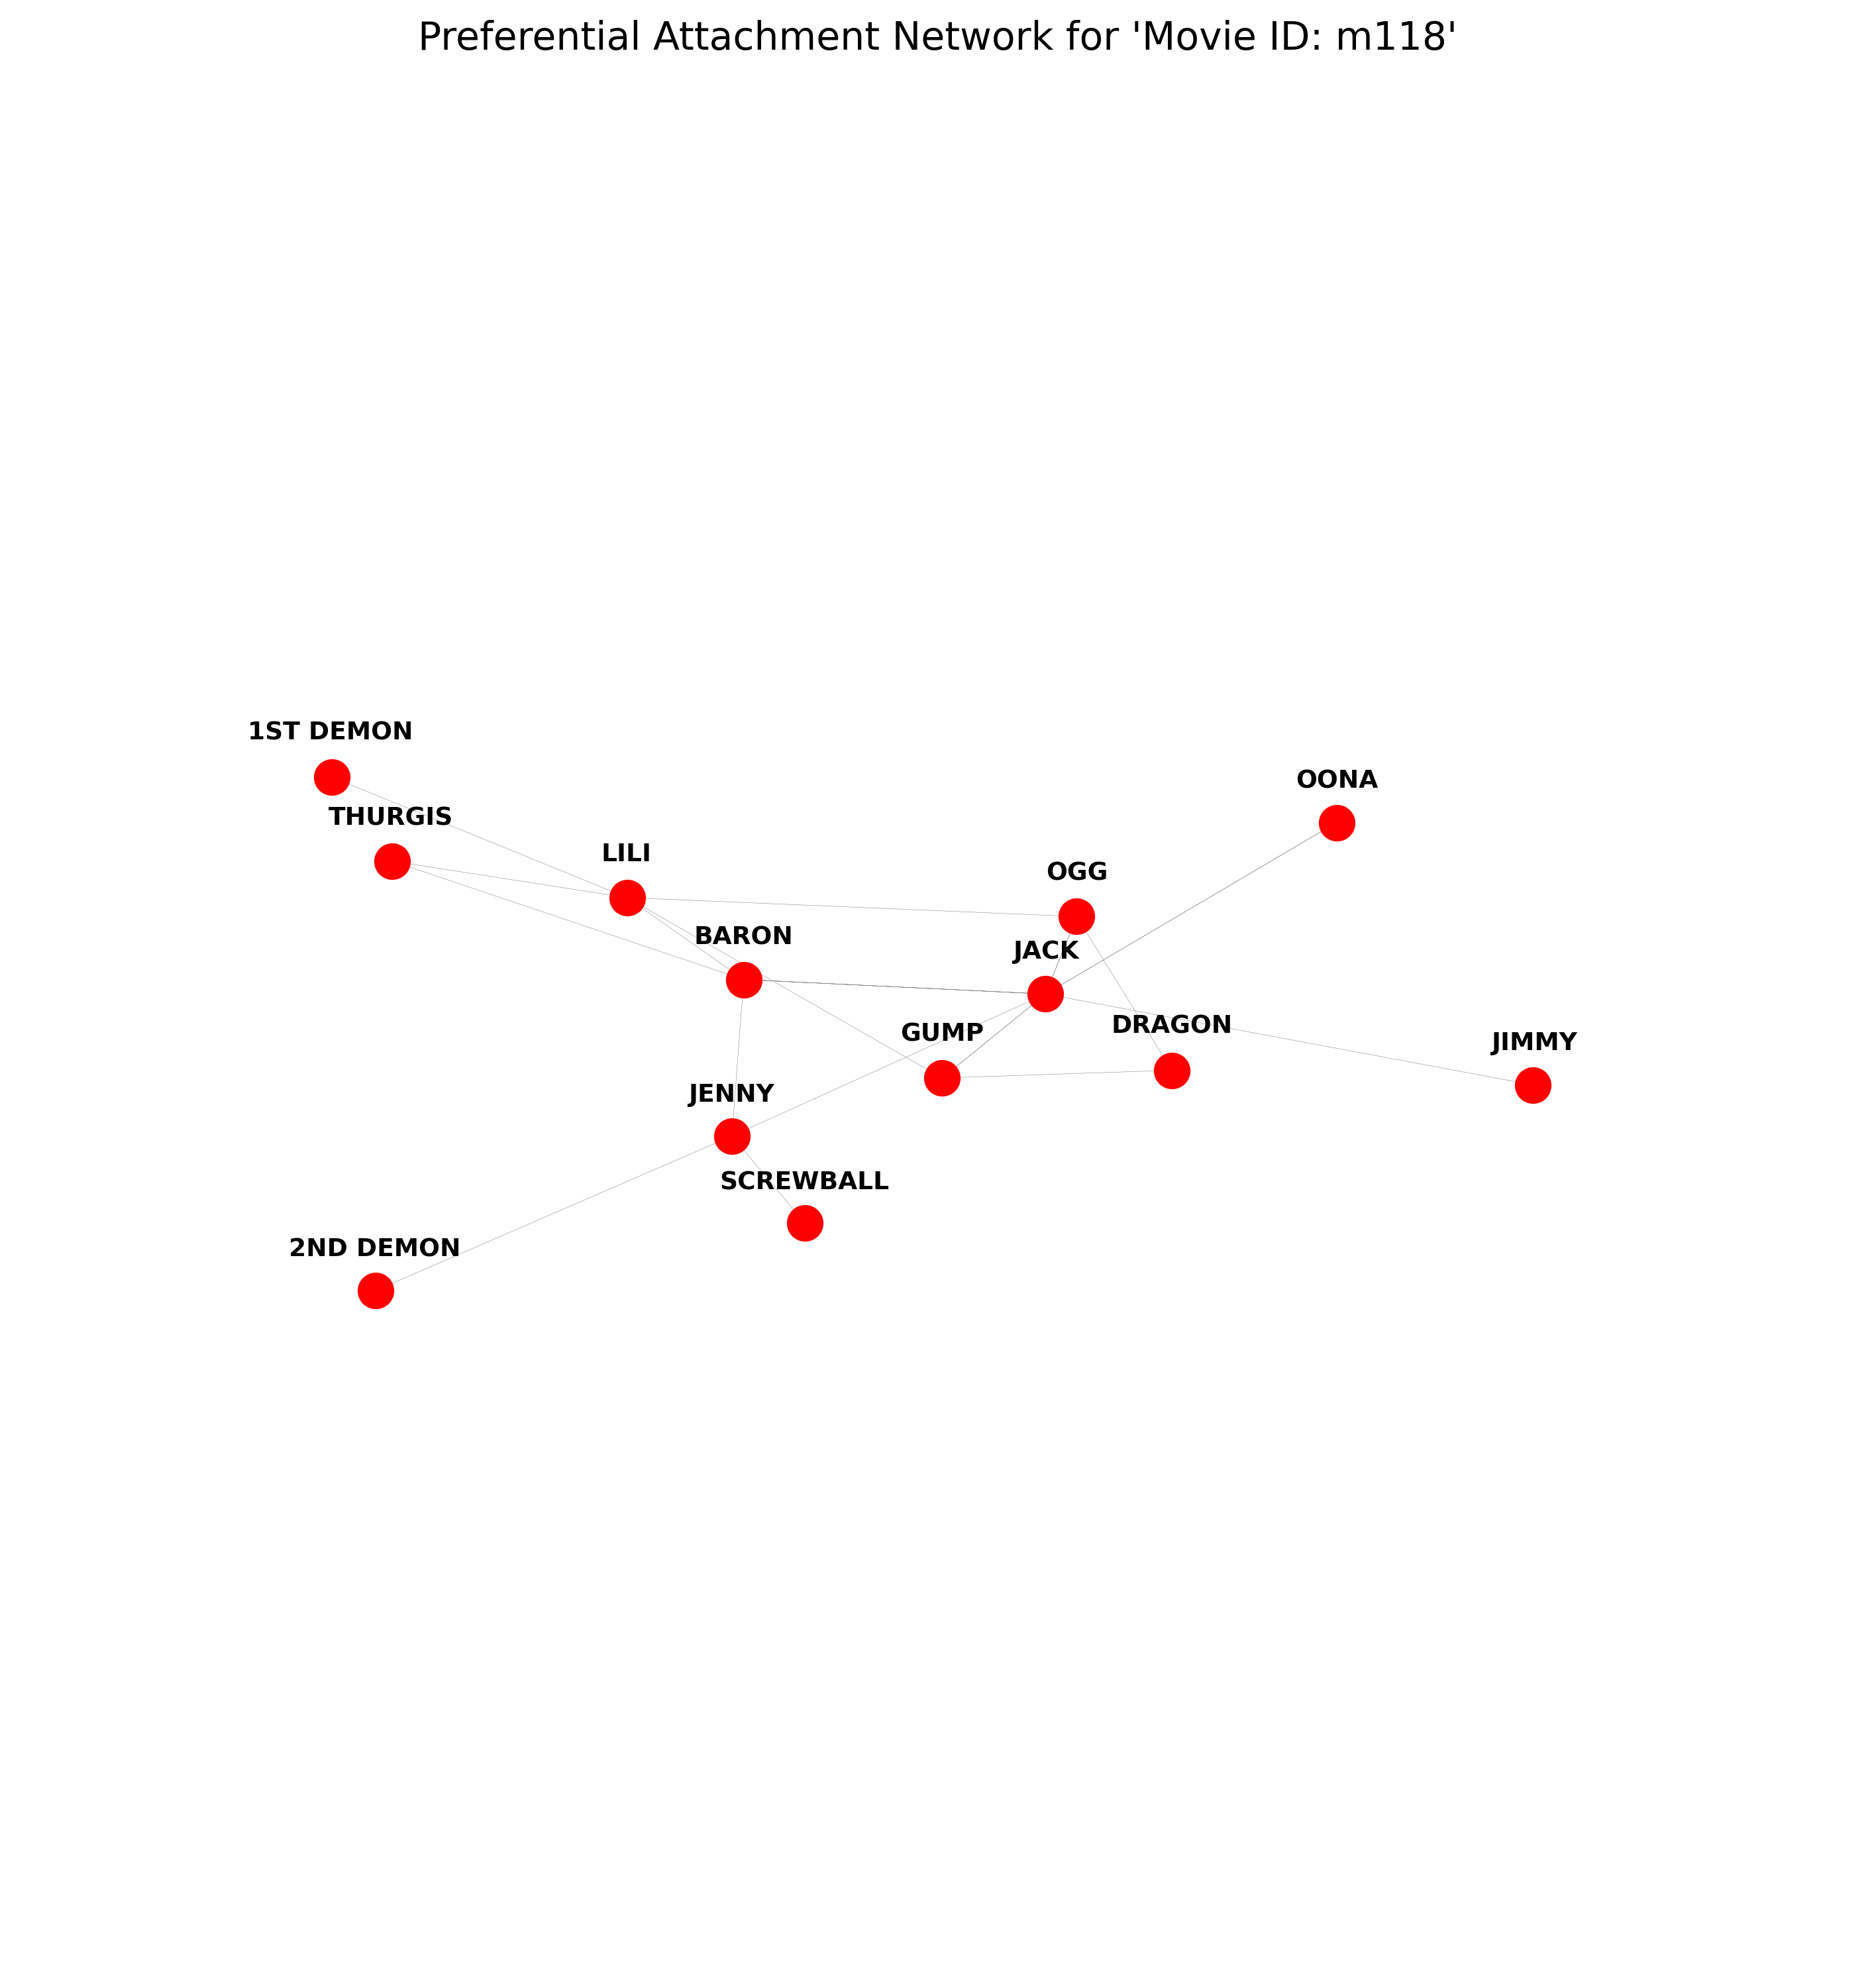 Preferential Attachment Network for 'Movie ID: m118'
1ST DEMON
OONA
THURGIS
LILI
OGG
BARON
JACK
DRAGON
GUMP
JIMMY
JENNY
SCREWBALL
2ND DEMON